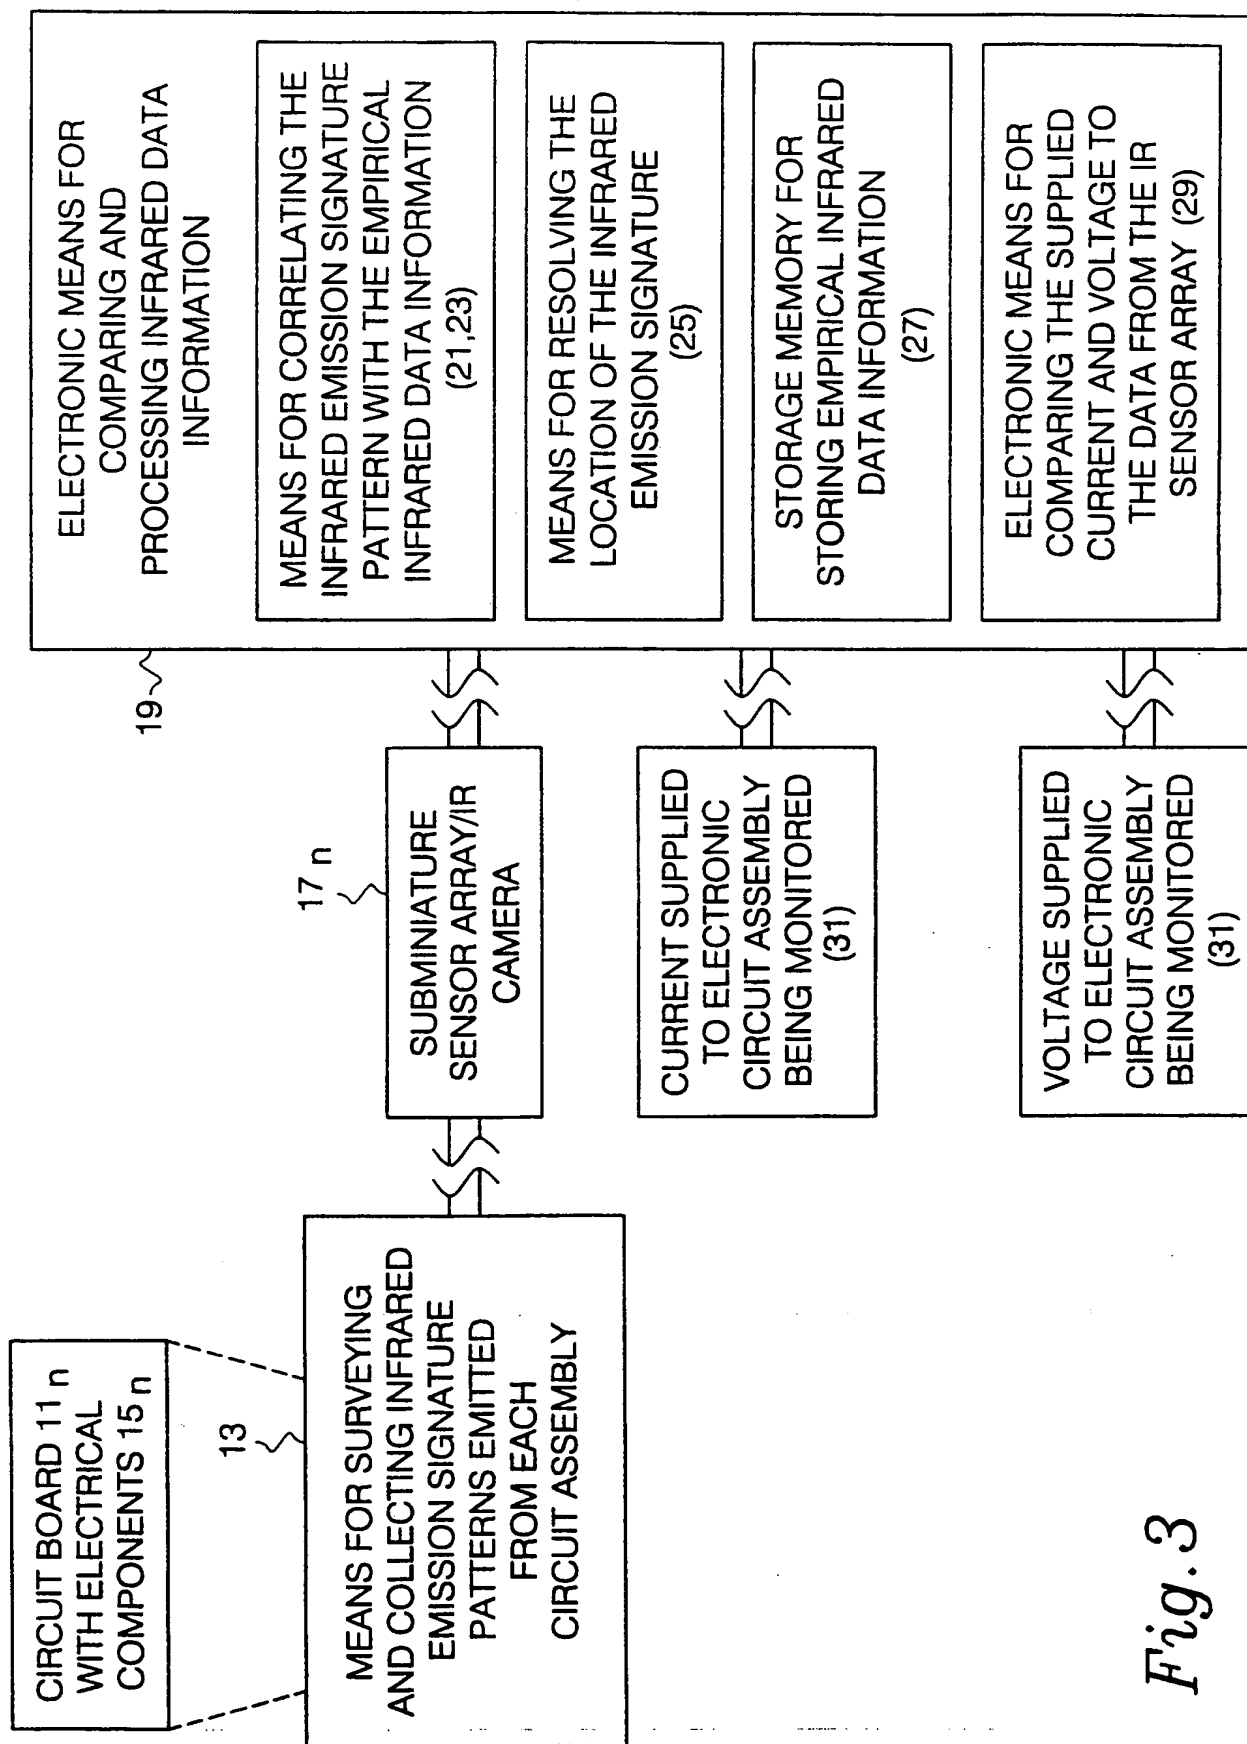 CIRCUIT BOARD 11 n
WITH ELECTRICAL
COMPONENTS 15 n
13
MEANS FOR SURVEYING
AND COLLECTING INFRARED
EMISSION SIGNATURE
PATTERNS EMITTED
FROM EACH
CIRCUIT ASSEMBLY
17 n
SUBMINIATURE
SENSOR ARRAY/IR
CAMERA
CURRENT SUPPLIED
TO ELECTRONIC
CIRCUIT ASSEMBLY
BEING MONITORED
(31)
VOLTAGE SUPPLIED
TO ELECTRONIC
CIRCUIT ASSEMBLY
BEING MONITORED
(31)
19
ELECTRONIC MEANS FOR
COMPARING AND
PROCESSING INFRARED DATA
INFORMATION
MEANS FOR CORRELATING THE
INFRARED EMISSION SIGNATURE
PATTERN WITH THE EMPIRICAL
INFRARED DATA INFORMATION
(21,23)
MEANS FOR RESOLVING THE
LOCATION OF THE INFRARED
EMISSION SIGNATURE
(25)
STORAGE MEMORY FOR
STORING EMPIRICAL INFRARED
DATA INFORMATION
(27)
ELECTRONIC MEANS FOR
COMPARING THE SUPPLIED
CURRENT AND VOLTAGE TO
THE DATA FROM THE IR
SENSOR ARRAY (29)
Fig.3